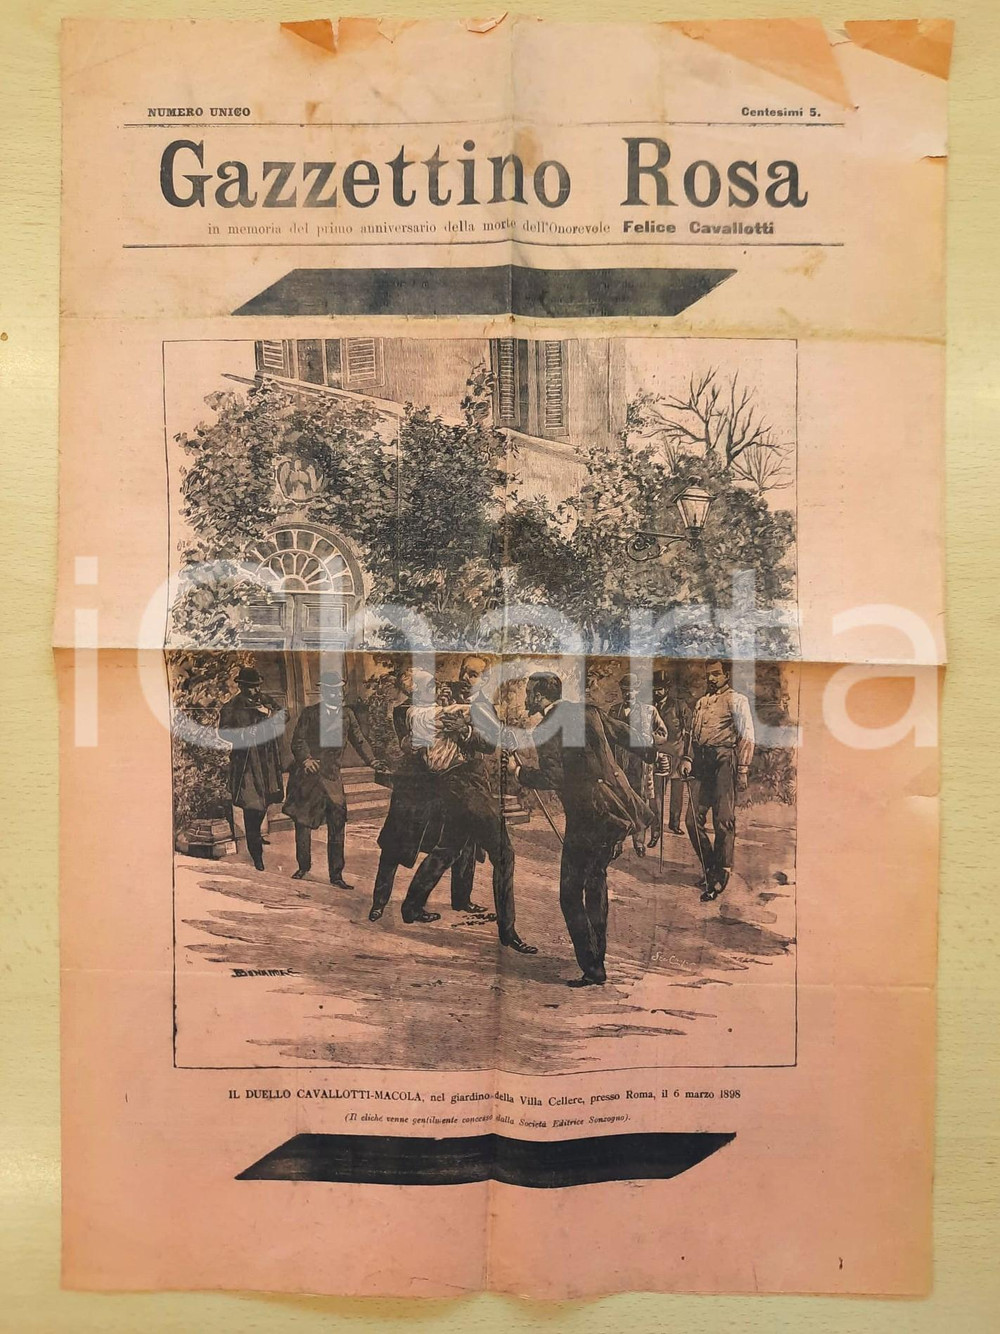 NUMERO UNICO
Centesimi 5.
Gazzettino Rosa
in memoria del primo anniversario della morte dell'Onorevole Felice Cavallotti
iCharta
IL DUELLO CAVALLOTTI-MACOLA, nel giardino della Villa Cellere, presso Roma, il 6 marzo 1898
(Il cliché venne gentilmente concesso dalla Società Editrice Sonzogno).